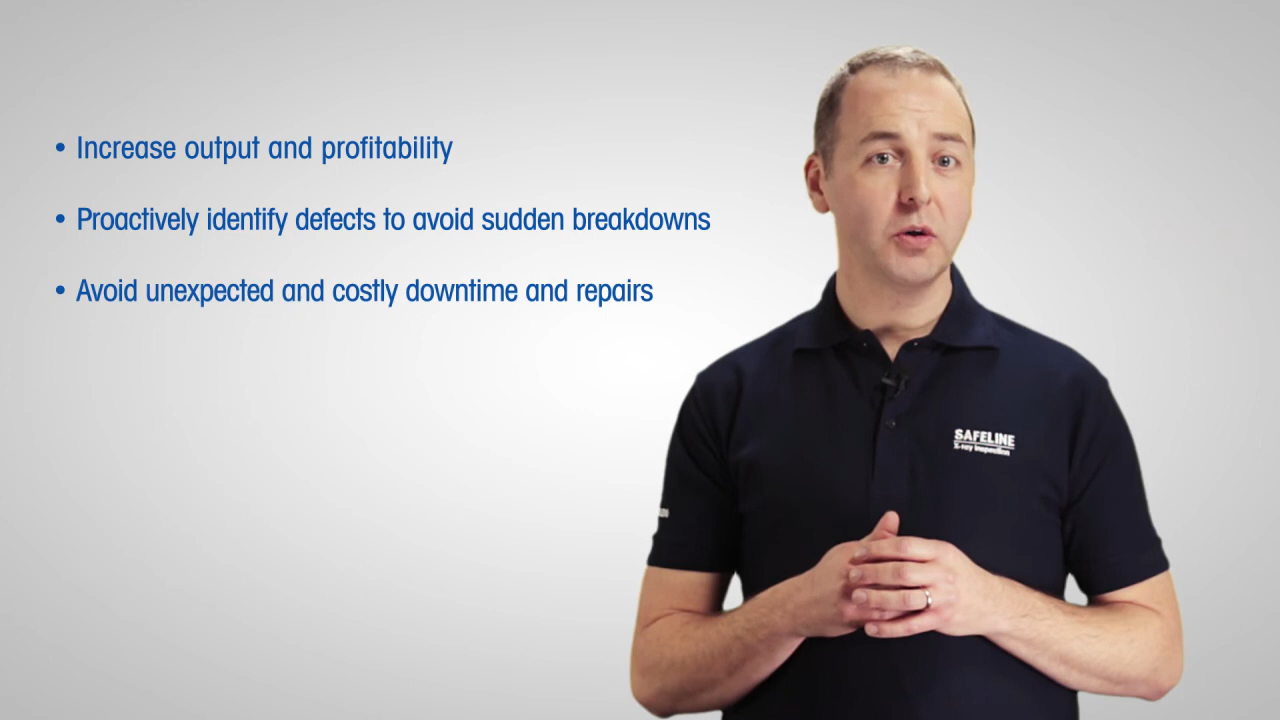 • Increase output and profitability
• Proactively identify defects to avoid sudden breakdowns
• Avoid unexpected and costly downtime and repairs
SAFELINE
X-ray Inspection